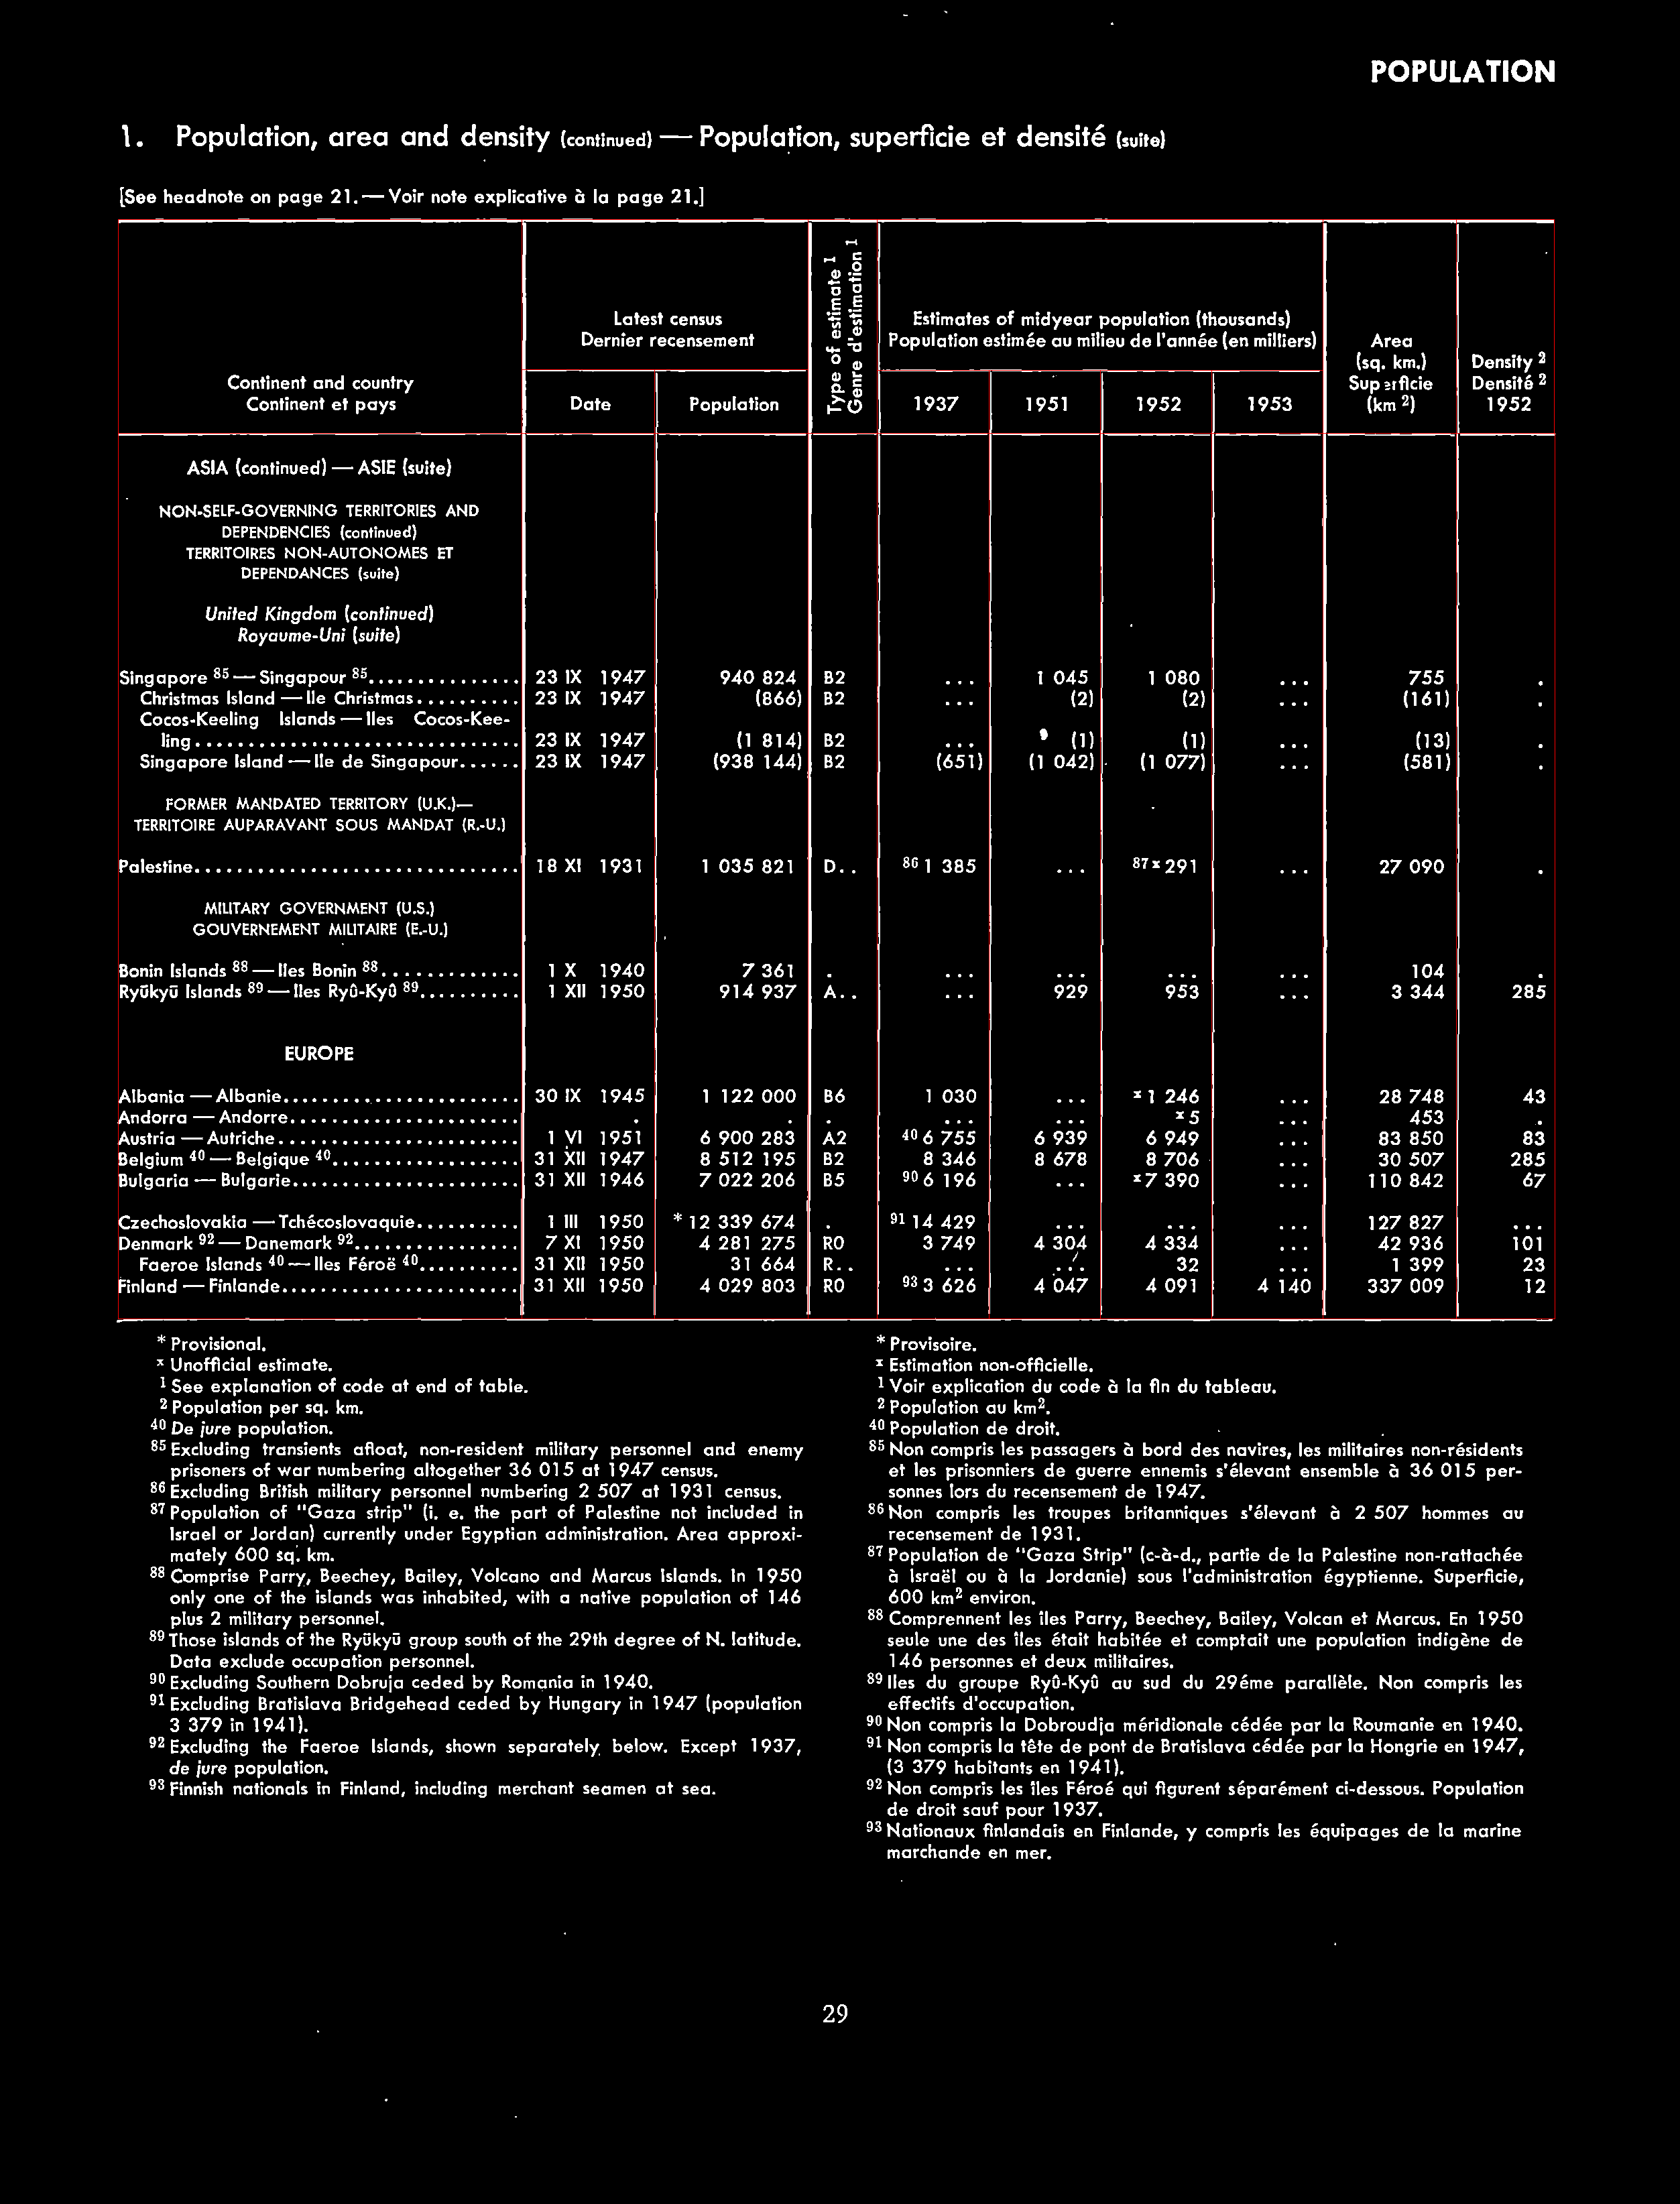 POPULATION
1. Population, area and density (continued) — Population, superficie et densité (suite)
[See headnote on page 21. — Voir note explicative à la page 21.]
Continent and country
Continent et pays
Latest census
Dernier recensement
Date
Population
Type of estimate 1
Genre d'estimation 1
Estimates of midyear population (thousands)
Population estimée au milieu de l'année (en milliers)
1937 1951 1952 1953
Area
(sq. km.)
Superficie
(km 2)
Density 2
Densité 2
1952
ASIA (continued) — ASIE (suite)
NON-SELF-GOVERNING TERRITORIES AND
DEPENDENCIES (continued)
TERRITOIRES NON-AUTONOMES ET
DEPENDANCES (suite)
United Kingdom (continued)
Royaume-Uni (suite)
Singapore 85 — Singapour 85............... 23 IX 1947 940 824 B2 ... 1 045 1 080 ... 755 .
Christmas Island — Ile Christmas.......... 23 IX 1947 (866) B2 ... (2) (2) ... (161) .
Cocos-Keeling Islands — Iles Cocos-Kee-
ling............................... 23 IX 1947 (1 814) B2 ... (1) (1) ... (13) .
Singapore Island — Ile de Singapour...... 23 IX 1947 (938 144) B2 (651) (1 042) (1 077) ... (581) .
FORMER MANDATED TERRITORY (U.K.)—
TERRITOIRE AUPARAVANT SOUS MANDAT (R.-U.)
Palestine............................... 18 XI 1931 1 035 821 D.. 86 1 385 ... 87 x 291 ... 27 090 .
MILITARY GOVERNMENT (U.S.)
GOUVERNEMENT MILITAIRE (E.-U.)
Bonin Islands 88 — Iles Bonin 88............. 1 X 1940 7 361 . ... ... ... ... 104 .
Ryūkyū Islands 89 — Iles Ryû-Kyû 89.......... 1 XII 1950 914 937 A.. ... 929 953 ... 3 344 285
EUROPE
Albania — Albanie....................... 30 IX 1945 1 122 000 B6 1 030 ... x 1 246 ... 28 748 43
Andorra — Andorre...................... . . . ... ... x 5 ... 453 .
Austria — Autriche....................... 1 VI 1951 6 900 283 A2 40 6 755 6 939 6 949 ... 83 850 83
Belgium 40 — Belgique 40.................. 31 XII 1947 8 512 195 B2 8 346 8 678 8 706 ... 30 507 285
Bulgaria — Bulgarie...................... 31 XII 1946 7 022 206 B5 90 6 196 ... x 7 390 ... 110 842 67
Czechoslovakia — Tchécoslovaquie.......... 1 III 1950 * 12 339 674 . 91 14 429 ... ... ... 127 827 ...
Denmark 92 — Danemark 92................ 7 XI 1950 4 281 275 R0 3 749 4 304 4 334 ... 42 936 101
Faeroe Islands 40 — Iles Féroë 40.......... 31 XII 1950 31 664 R.. ... ... 32 ... 1 399 23
Finland — Finlande....................... 31 XII 1950 4 029 803 R0 93 3 626 4 047 4 091 4 140 337 009 12
* Provisional.
x Unofficial estimate.
1 See explanation of code at end of table.
2 Population per sq. km.
40 De jure population.
85 Excluding transients afloat, non-resident military personnel and enemy
prisoners of war numbering altogether 36 015 at 1947 census.
86 Excluding British military personnel numbering 2 507 at 1931 census.
87 Population of "Gaza strip" (i. e. the part of Palestine not included in
Israel or Jordan) currently under Egyptian administration. Area approxi-
mately 600 sq. km.
88 Comprise Parry, Beechey, Bailey, Volcano and Marcus Islands. In 1950
only one of the islands was inhabited, with a native population of 146
plus 2 military personnel.
89 Those islands of the Ryūkyū group south of the 29th degree of N. latitude.
Data exclude occupation personnel.
90 Excluding Southern Dobruja ceded by Romania in 1940.
91 Excluding Bratislava Bridgehead ceded by Hungary in 1947 (population
3 379 in 1941).
92 Excluding the Faeroe Islands, shown separately below. Except 1937,
de jure population.
93 Finnish nationals in Finland, including merchant seamen at sea.
* Provisoire.
x Estimation non-officielle.
1 Voir explication du code à la fin du tableau.
2 Population au km2.
40 Population de droit.
85 Non compris les passagers à bord des navires, les militaires non-résidents
et les prisonniers de guerre ennemis s'élevant ensemble à 36 015 per-
sonnes lors du recensement de 1947.
86 Non compris les troupes britanniques s'élevant à 2 507 hommes au
recensement de 1931.
87 Population de "Gaza Strip" (c-à-d., partie de la Palestine non-rattachée
à Israël ou à la Jordanie) sous l'administration égyptienne. Superficie,
600 km2 environ.
88 Comprennent les îles Parry, Beechey, Bailey, Volcan et Marcus. En 1950
seule une des îles était habitée et comptait une population indigène de
146 personnes et deux militaires.
89 Iles du groupe Ryû-Kyû au sud du 29éme parallèle. Non compris les
effectifs d'occupation.
90 Non compris la Dobroudja méridionale cédée par la Roumanie en 1940.
91 Non compris la tête de pont de Bratislava cédée par la Hongrie en 1947,
(3 379 habitants en 1941).
92 Non compris les îles Féroé qui figurent séparément ci-dessous. Population
de droit sauf pour 1937.
93 Nationaux finlandais en Finlande, y compris les équipages de la marine
marchande en mer.
29